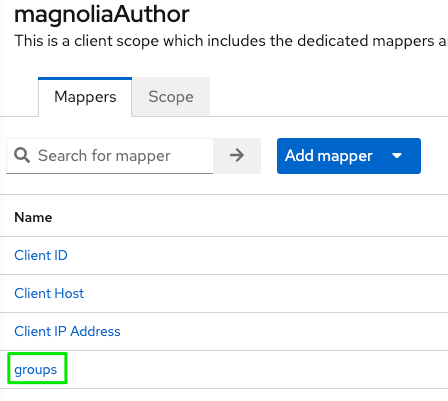 magnoliaAuthor
This is a client scope which includes the dedicated mappers
Mappers
Scope
Search for mapper
Add mapper
Name
Client ID
Client Host
Client IP Address
groups